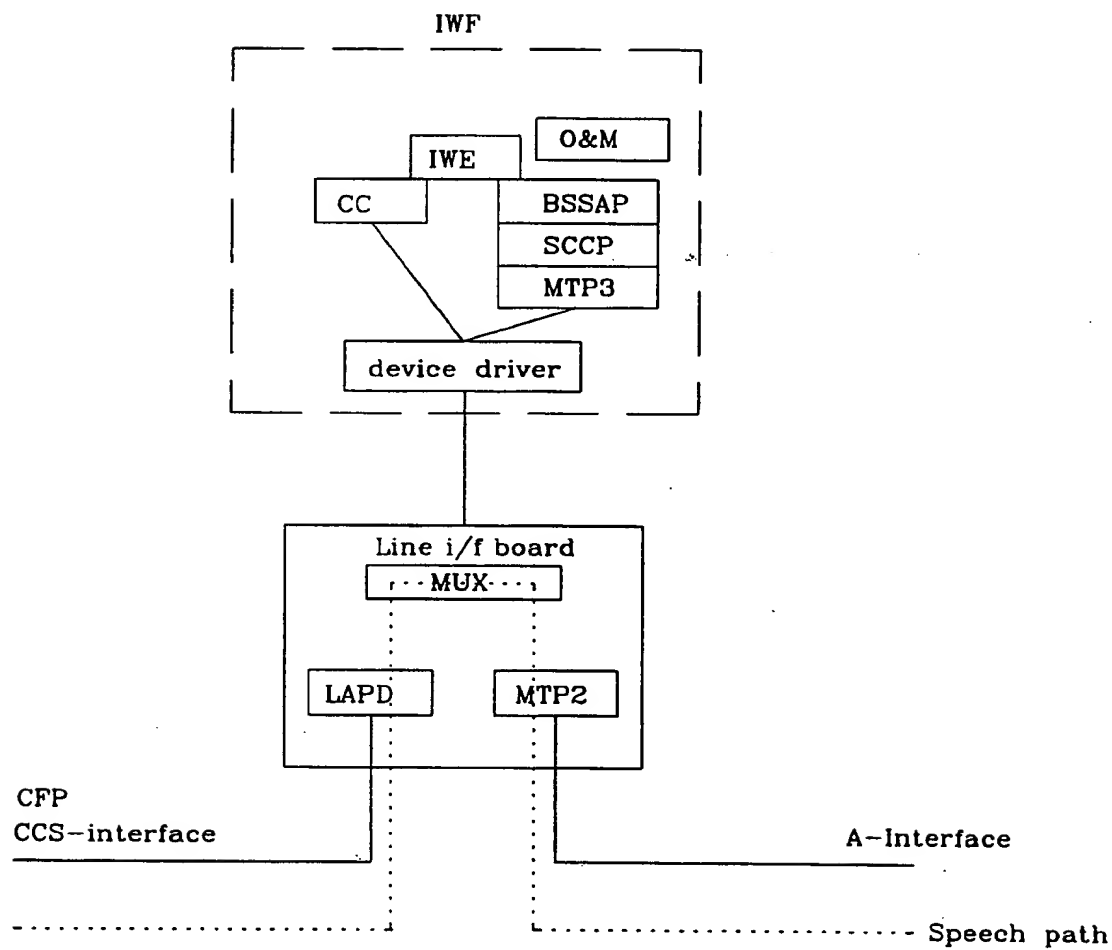 IWF
O&M
IWE
CC
BSSAP
SCCP
MTP3
device driver
Line i/f board
MUX
LAPD
MTP2
CFP
CCS-interface
A-Interface
Speech path